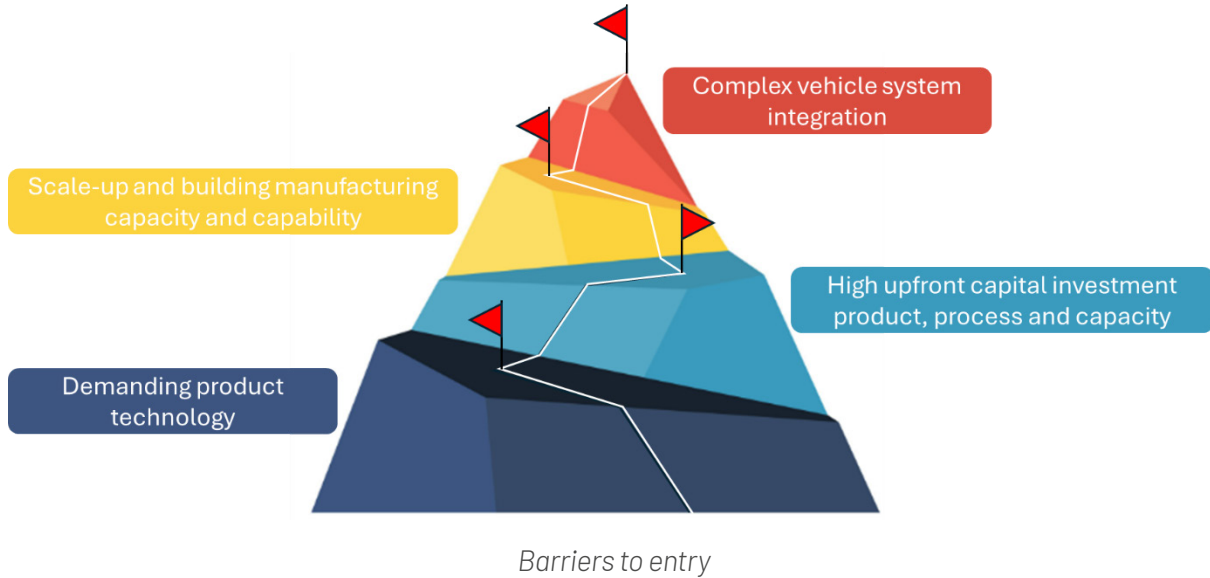 Complex vehicle system
integration
Scale-up and building manufacturing
capacity and capability
High upfront capital investment
product, process and capacity
Demanding product
technology
Barriers to entry